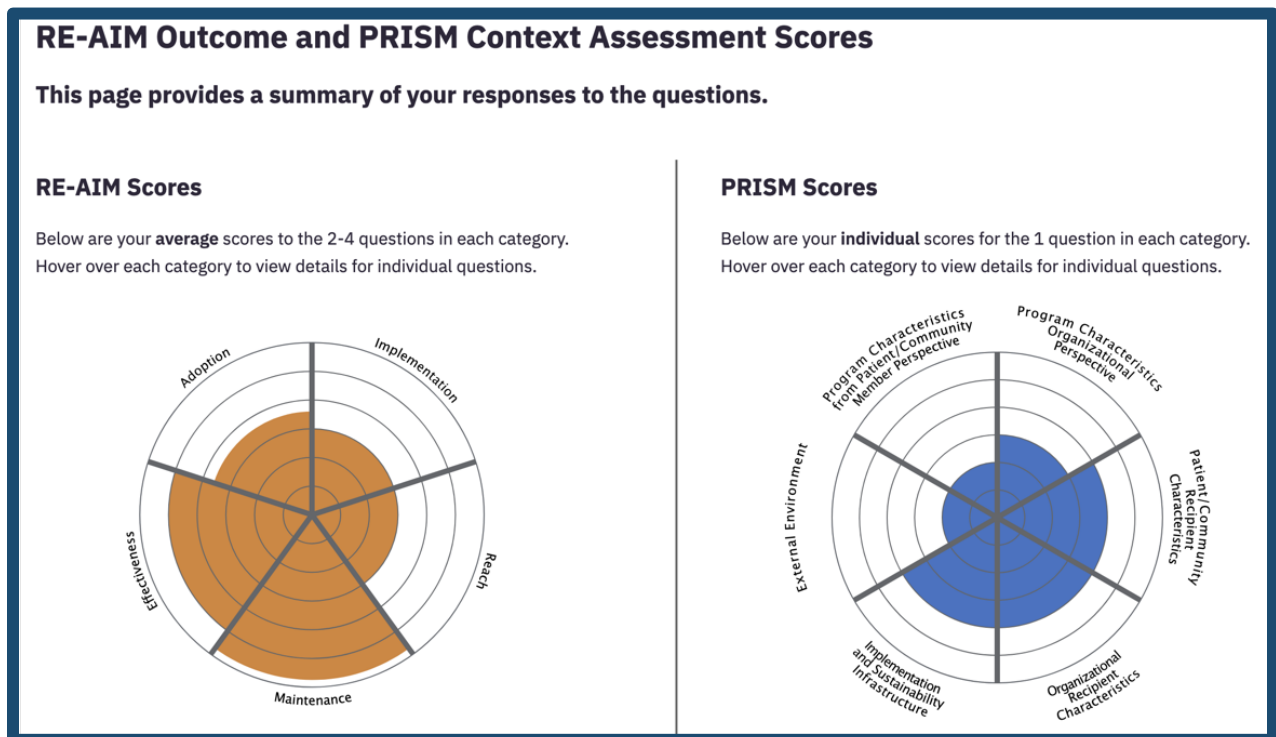 RE-AIM Outcome and PRISM Context Assessment Scores
This page provides a summary of your responses to the questions.
RE-AIM Scores
Below are your average scores to the 2-4 questions in each category.
Hover over each category to view details for individual questions.
Adoption
Implementation
Reach
Maintenance
Effectiveness
PRISM Scores
Below are your individual scores for the 1 question in each category.
Hover over each category to view details for individual questions.
Program Characteristics
from Patient/Community
Member Perspective
Program Characteristics
Organizational
Perspective
Patient/Community
Recipient
Characteristics
Organizational
Recipient
Characteristics
Implementation
and Sustainability
Infrastructure
External Environment